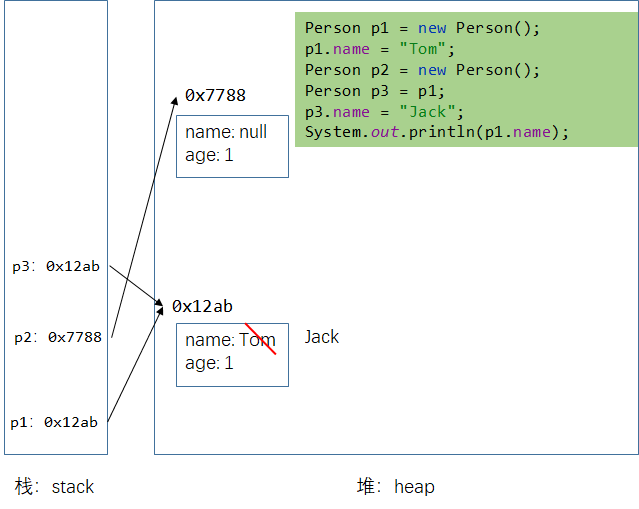 Person p1 = new Person();
p1.name = "Tom";
Person p2 = new Person();
Person p3 = p1;
p3.name = "Jack";
System.out.println(p1.name);
0x7788
name: null
age: 1
p3：0x12ab
0x12ab
p2：0x7788
name: Tom
Jack
age: 1
p1：0x12ab
栈：stack
堆：heap